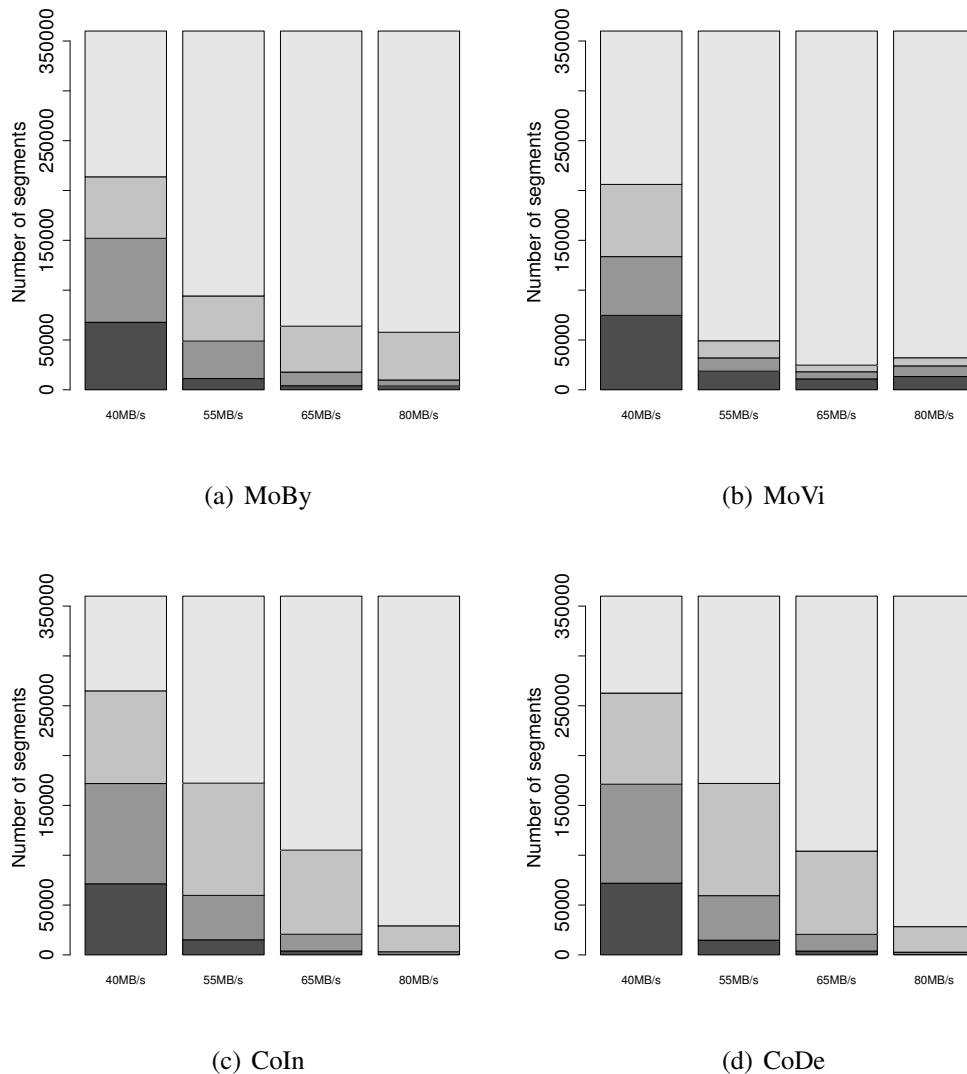 Number of segments
0
50000
150000
250000
350000
40MB/s 55MB/s 65MB/s 80MB/s
(a) MoBy
Number of segments
0
50000
150000
250000
350000
40MB/s 55MB/s 65MB/s 80MB/s
(b) MoVi
Number of segments
0
50000
150000
250000
350000
40MB/s 55MB/s 65MB/s 80MB/s
(c) CoIn
Number of segments
0
50000
150000
250000
350000
40MB/s 55MB/s 65MB/s 80MB/s
(d) CoDe